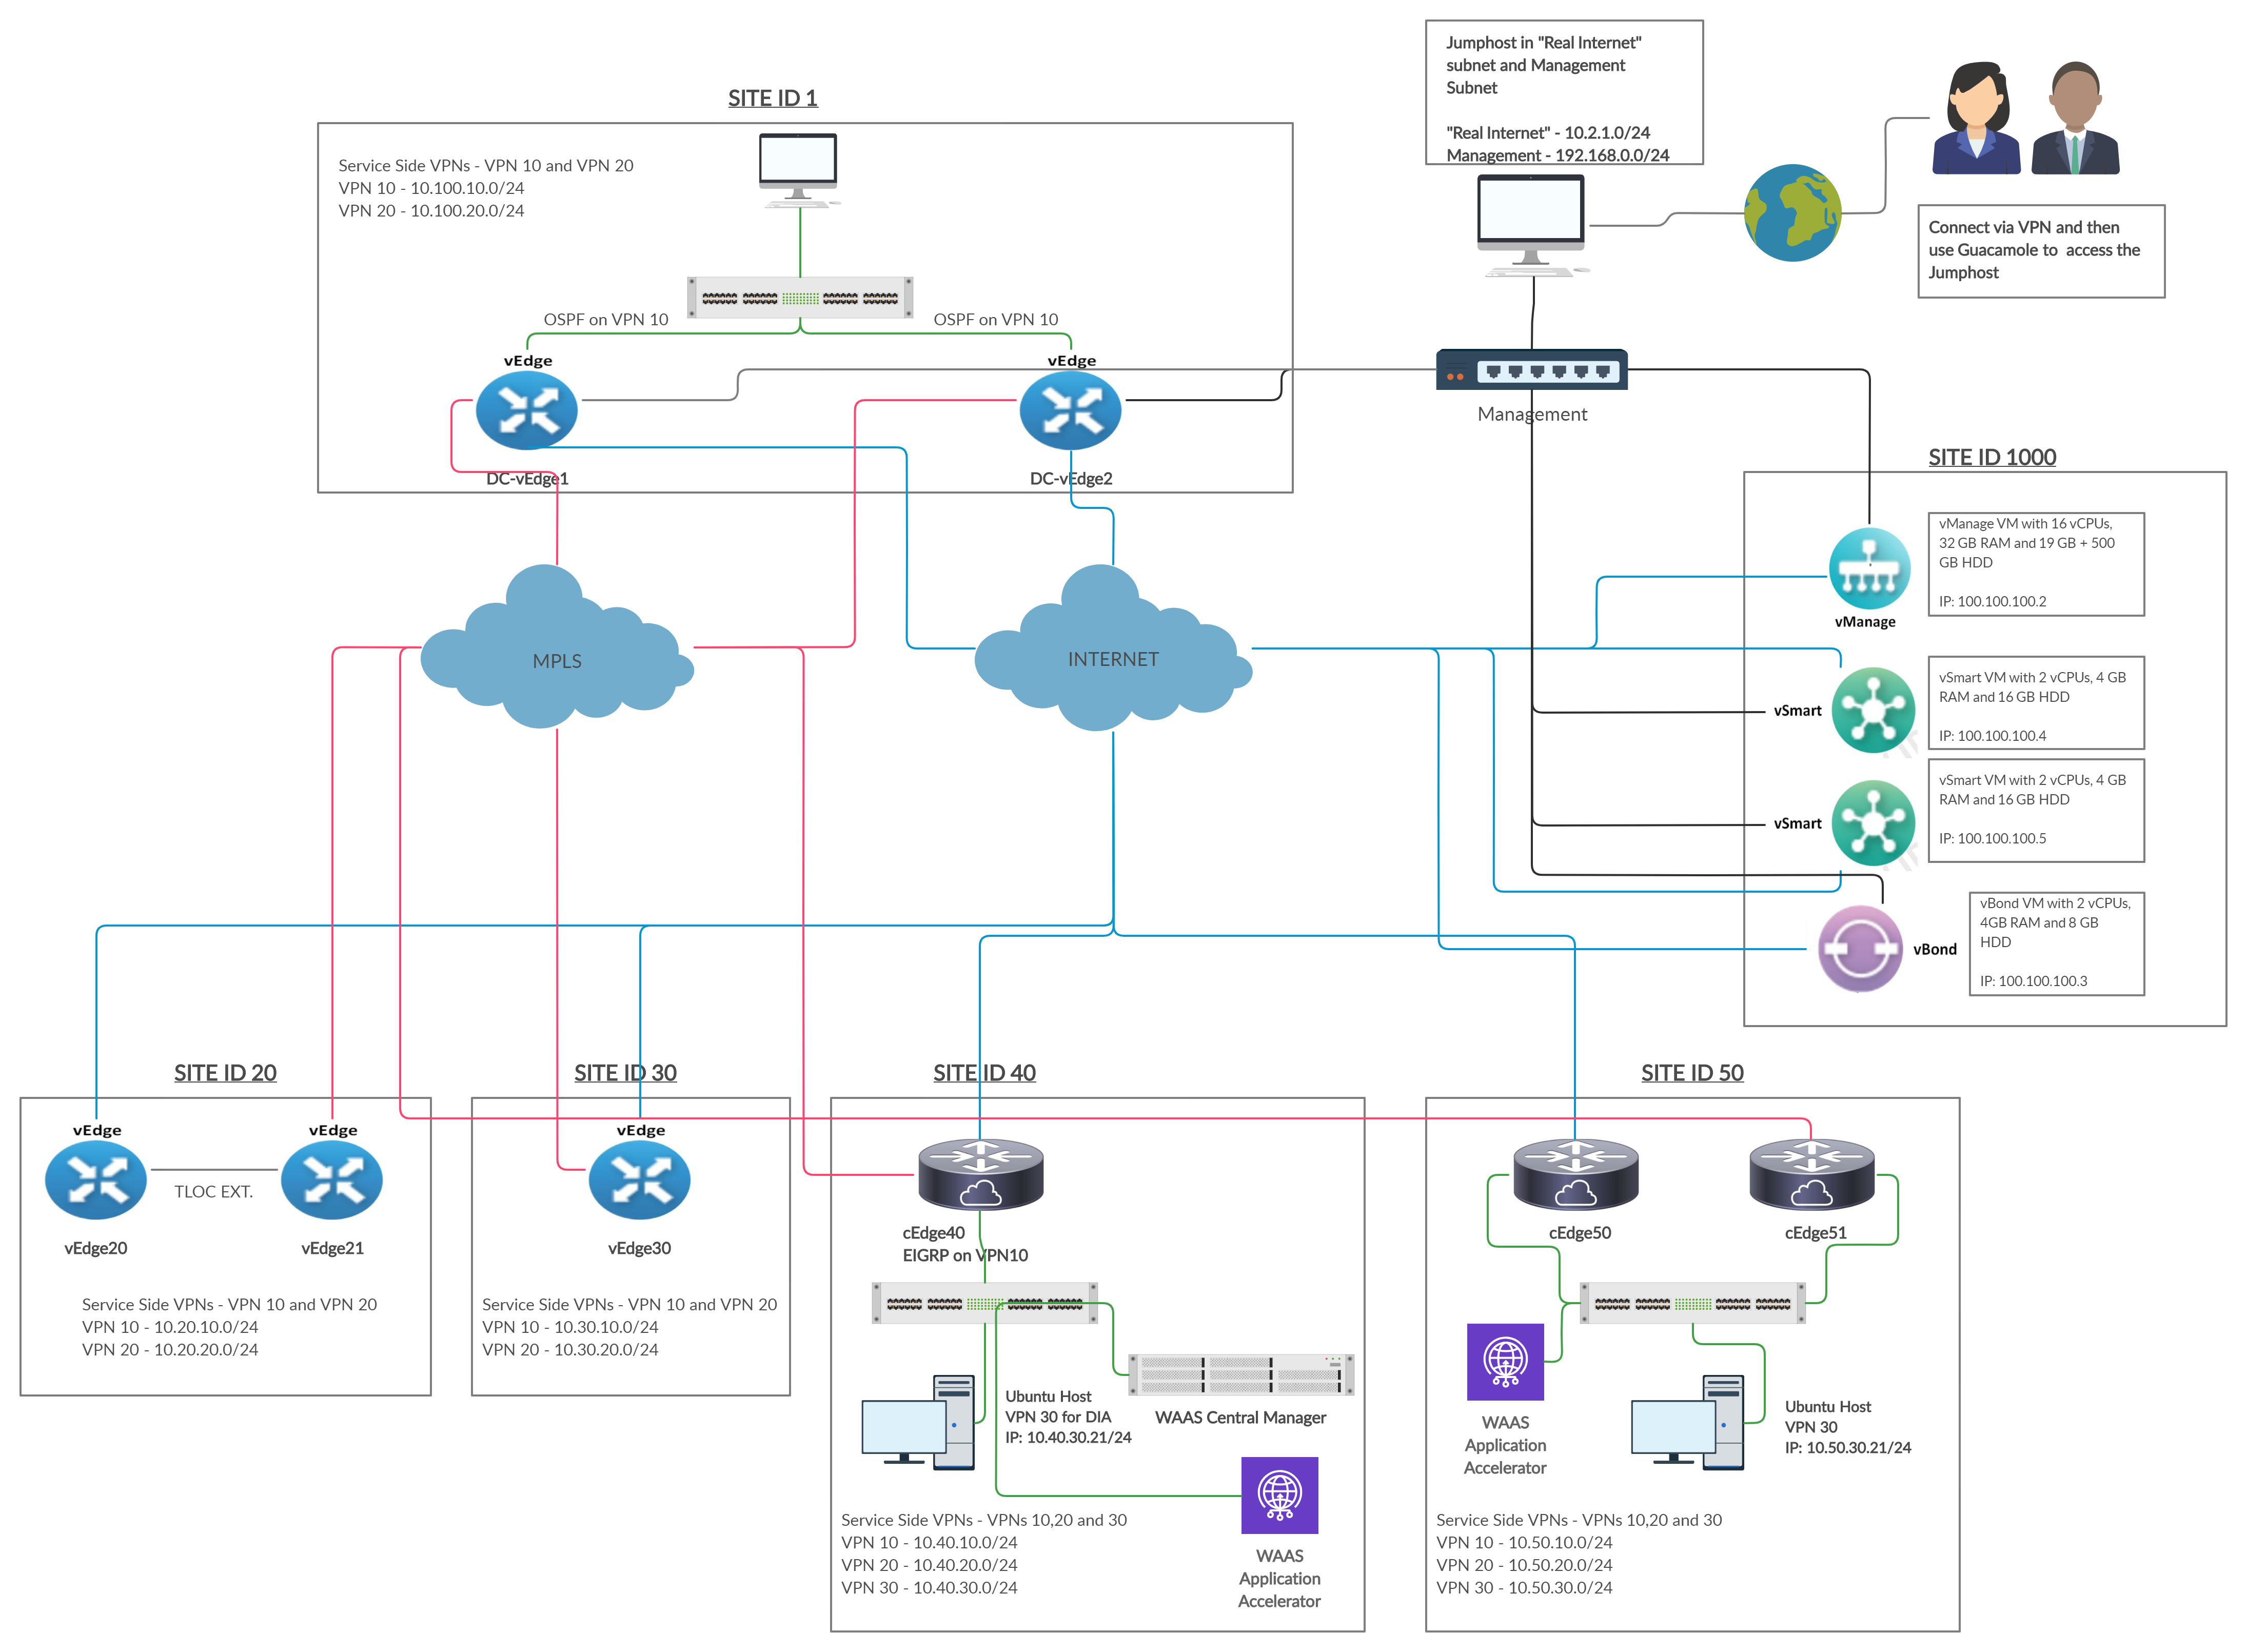 Jumphost in "Real Internet"
subnet and Management
Subnet
"Real Internet" - 10.2.1.0/24
Management - 192.168.0.0/24
Connect via VPN and then
use Guacamole to access the
Jumphost
SITE ID 1
Service Side VPNs - VPN 10 and VPN 20
VPN 10 - 10.100.10.0/24
VPN 20 - 10.100.20.0/24
OSPF on VPN 10
OSPF on VPN 10
vEdge
vEdge
DC-vEdge1
DC-vEdge2
Management
SITE ID 1000
vManage VM with 16 vCPUs,
32 GB RAM and 19 GB + 500
GB HDD
IP: 100.100.100.2
vManage
MPLS
INTERNET
vSmart VM with 2 vCPUs, 4 GB
RAM and 16 GB HDD
IP: 100.100.100.4
vSmart
vSmart VM with 2 vCPUs, 4 GB
RAM and 16 GB HDD
IP: 100.100.100.5
vSmart
vBond VM with 2 vCPUs,
4GB RAM and 8 GB
HDD
IP: 100.100.100.3
vBond
SITE ID 20
vEdge
vEdge
TLOC EXT.
vEdge20
vEdge21
Service Side VPNs - VPN 10 and VPN 20
VPN 10 - 10.20.10.0/24
VPN 20 - 10.20.20.0/24
SITE ID 30
vEdge
vEdge30
Service Side VPNs - VPN 10 and VPN 20
VPN 10 - 10.30.10.0/24
VPN 20 - 10.30.20.0/24
SITE ID 40
cEdge40
EIGRP on VPN10
Ubuntu Host
VPN 30 for DIA
IP: 10.40.30.21/24
WAAS Central Manager
WAAS
Application
Accelerator
Service Side VPNs - VPNs 10,20 and 30
VPN 10 - 10.40.10.0/24
VPN 20 - 10.40.20.0/24
VPN 30 - 10.40.30.0/24
SITE ID 50
cEdge50
cEdge51
WAAS
Application
Accelerator
Ubuntu Host
VPN 30
IP: 10.50.30.21/24
Service Side VPNs - VPNs 10,20 and 30
VPN 10 - 10.50.10.0/24
VPN 20 - 10.50.20.0/24
VPN 30 - 10.50.30.0/24